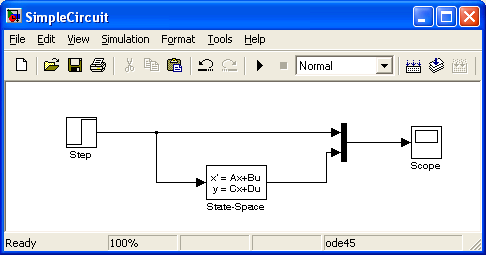 SimpleCircuit
File Edit View Simulation Format Tools Help
Normal
Step
x' = Ax+Bu
y = Cx+Du
State-Space
Scope
Ready 100% ode45